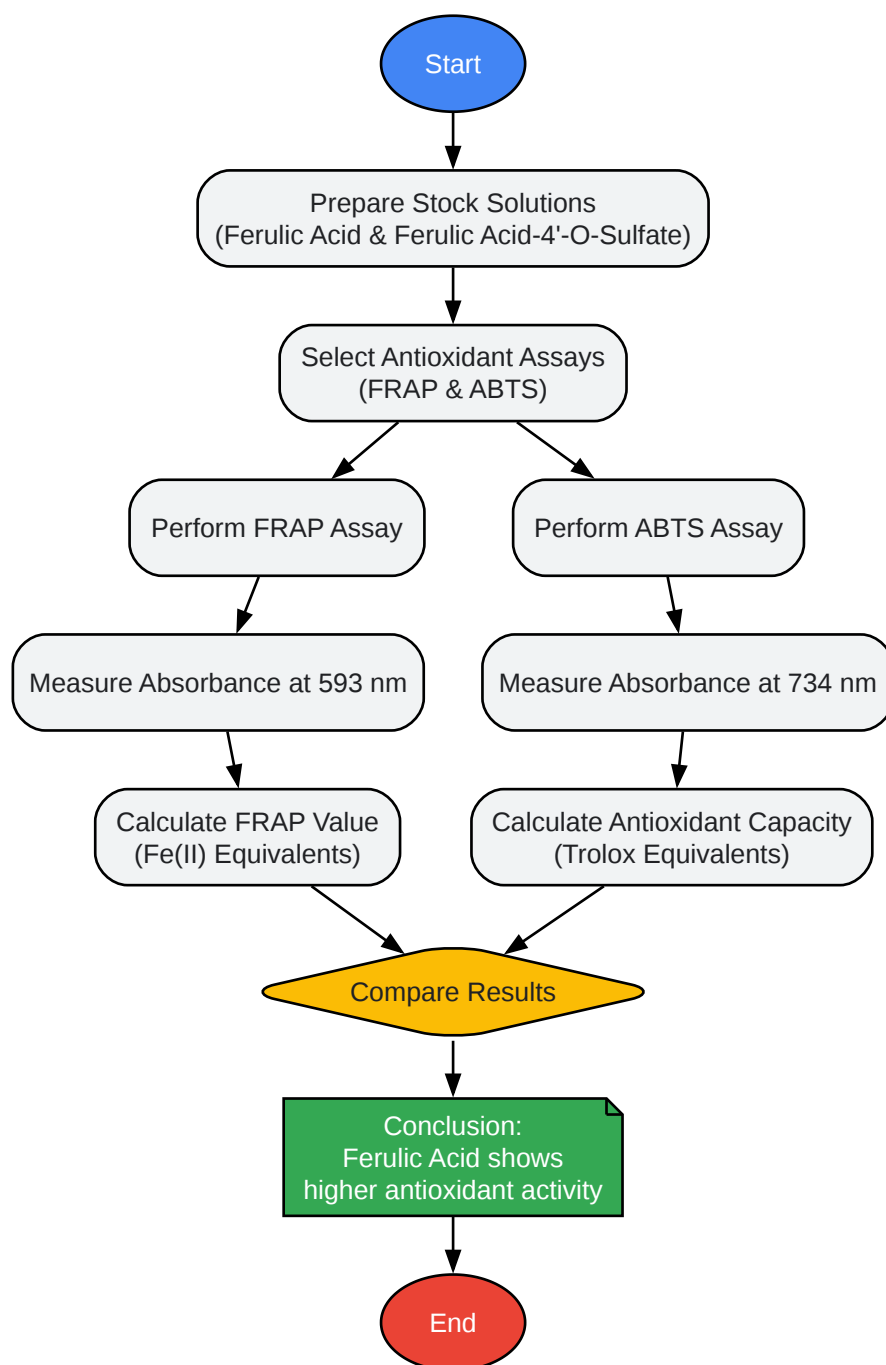 Start
Prepare Stock Solutions
(Ferulic Acid & Ferulic Acid-4'-O-Sulfate)
Select Antioxidant Assays
(FRAP & ABTS)
Perform FRAP Assay
Perform ABTS Assay
Measure Absorbance at 593 nm
Measure Absorbance at 734 nm
Calculate FRAP Value
(Fe(II) Equivalents)
Calculate Antioxidant Capacity
(Trolox Equivalents)
Compare Results
Conclusion:
Ferulic Acid shows
higher antioxidant activity
End